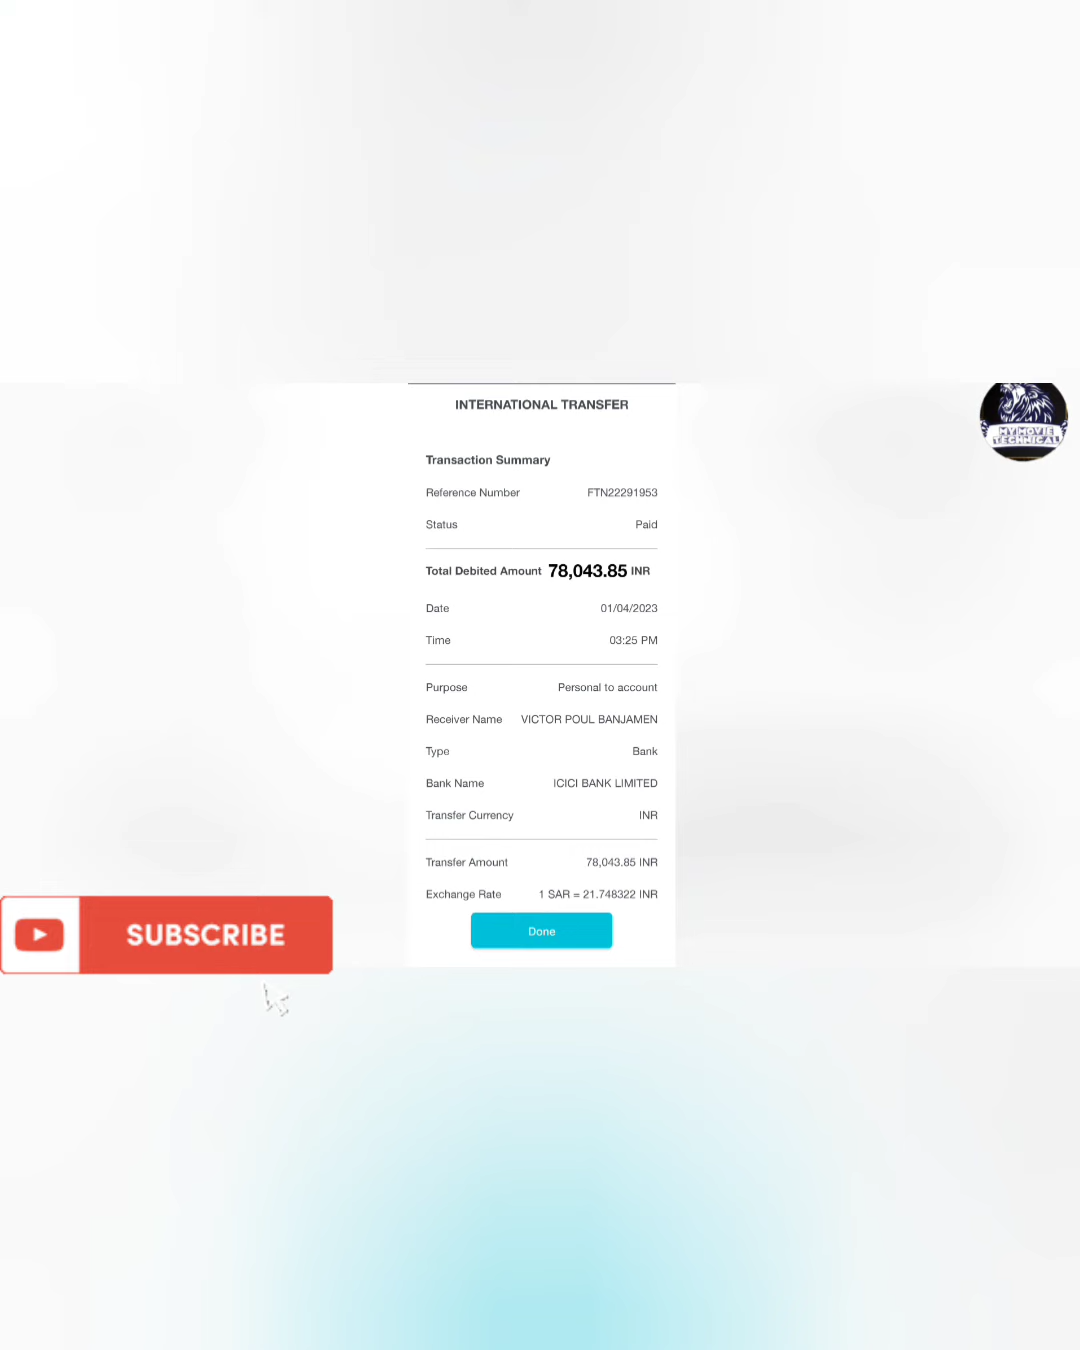 INTERNATIONAL TRANSFER
MY MOVIE
TECHNICAL
Transaction Summary
Reference Number FTN22291953
Status Paid
Total Debited Amount 78,043.85 INR
Date 01/04/2023
Time 03:25 PM
Purpose Personal to account
Receiver Name VICTOR POUL BANJAMEN
Type Bank
Bank Name ICICI BANK LIMITED
Transfer Currency INR
Transfer Amount 78,043.85 INR
Exchange Rate 1 SAR = 21.748322 INR
Done
SUBSCRIBE